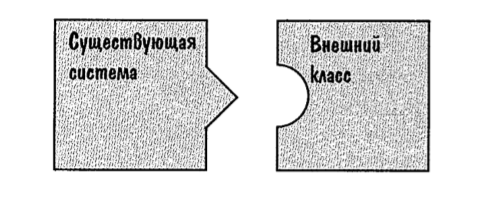 Существующая
система
Внешний
класс